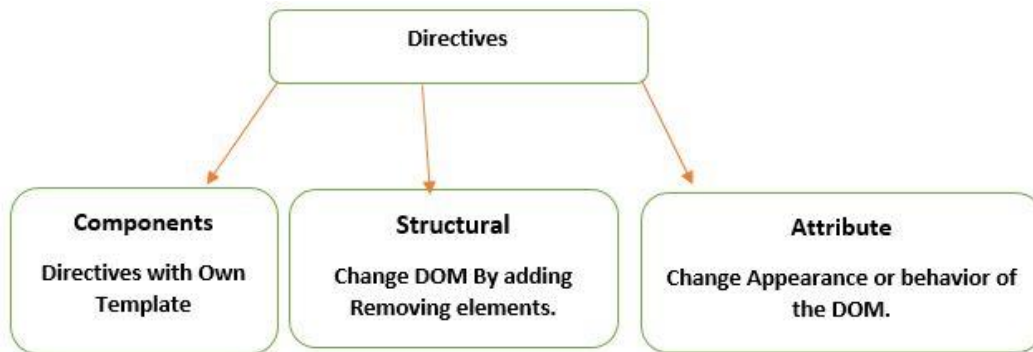 Directives
Components
Directives with Own
Template
Structural
Change DOM By adding
Removing elements.
Attribute
Change Appearance or behavior of
the DOM.